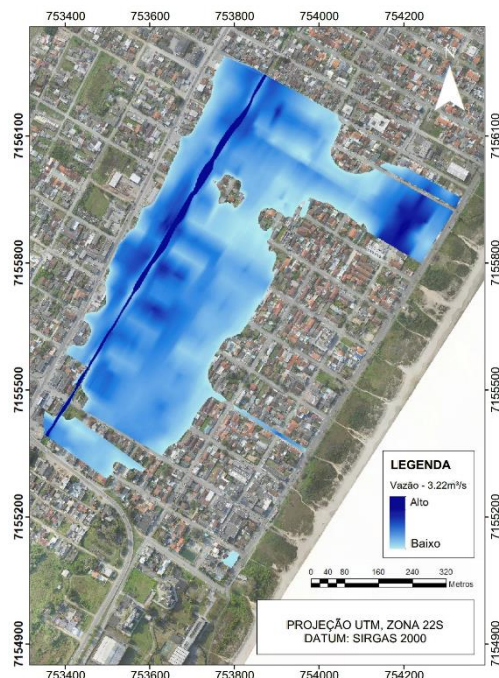 753400 753600 753800 754000 754200
7156100 7156100
7155800 7155800
7155500 7155500
7155200 7155200
7154900 7154900
LEGENDA
Vazão - 3.22m³/s
Alto
Baixo
0 40 80 160 240 320
Metros
PROJEÇÃO UTM, ZONA 22S
DATUM: SIRGAS 2000
753400 753600 753800 754000 754200